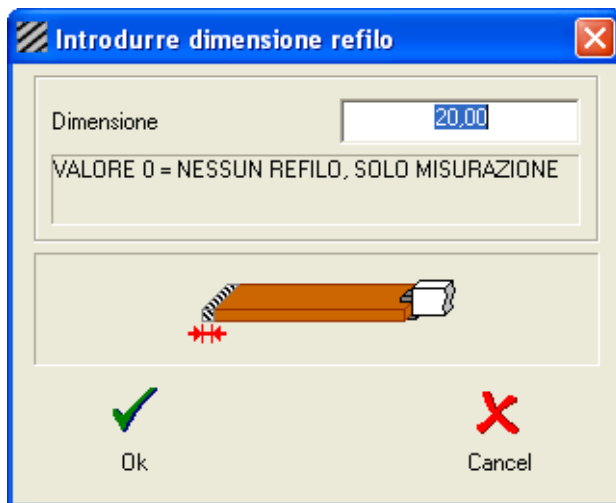 Introdurre dimensione refilo
Dimensione
20,00
VALORE 0 = NESSUN REFILO, SOLO MISURAZIONE
Ok
Cancel